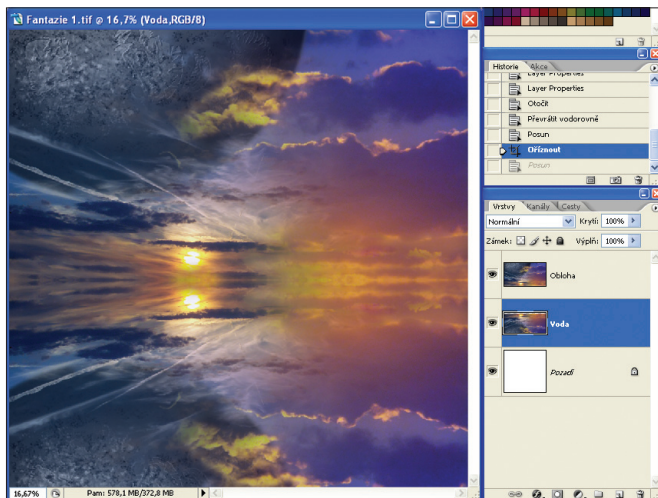 Fantazie 1.tif @ 16,7% (Voda,RGB/8)
Historie Akce
Layer Properties
Layer Properties
Otočit
Převrátit vodorovně
Posun
Oříznout
Posun
Vrstvy Kanály Cesty
Normální Krytí: 100%
Zámek: Výplň: 100%
Obloha
Voda
Pozadí
16,67% Pam: 578,1 MB/372,8 MB